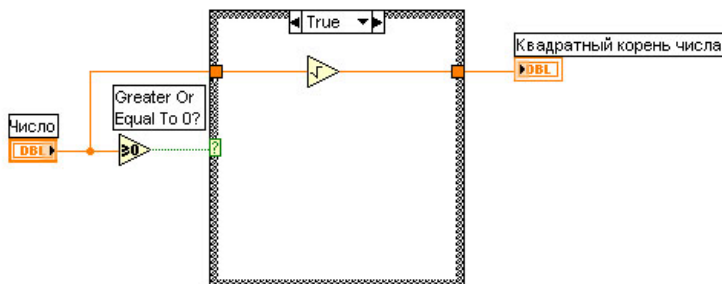 True
Квадратный корень числа
DBL
Greater Or
Equal To 0?
Число
DBL
≥0
?